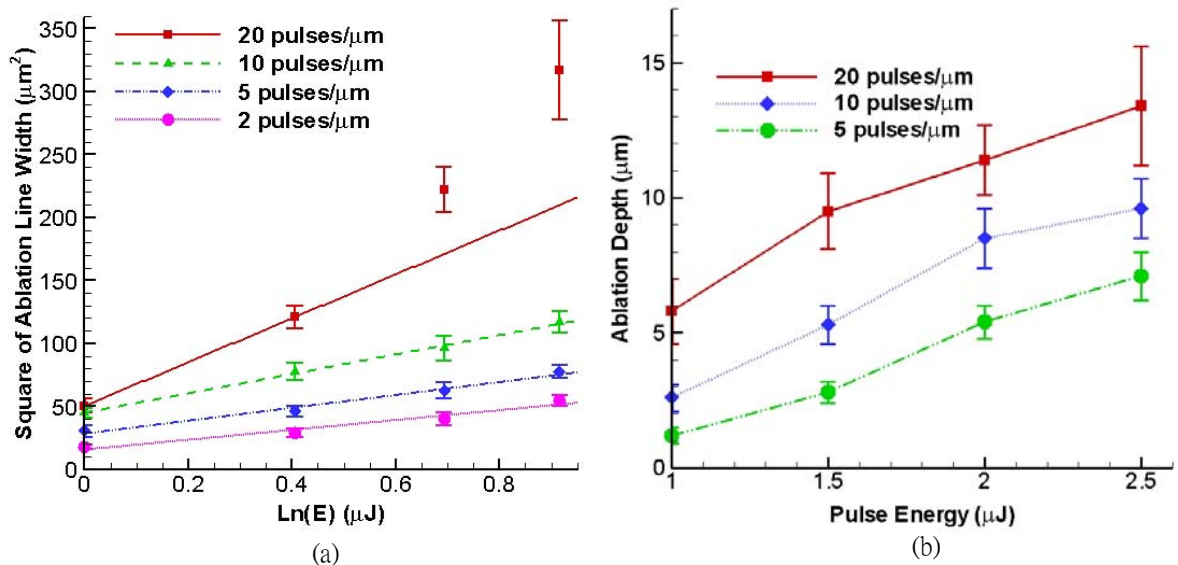 Square of Ablation Line Width (μm²)
350
300
250
200
150
100
50
0
20 pulses/μm
10 pulses/μm
5 pulses/μm
2 pulses/μm
0
0.2
0.4
0.6
0.8
Ln(E) (μJ)
(a)
Ablation Depth (μm)
15
10
5
0
20 pulses/μm
10 pulses/μm
5 pulses/μm
1
1.5
2
2.5
Pulse Energy (μJ)
(b)